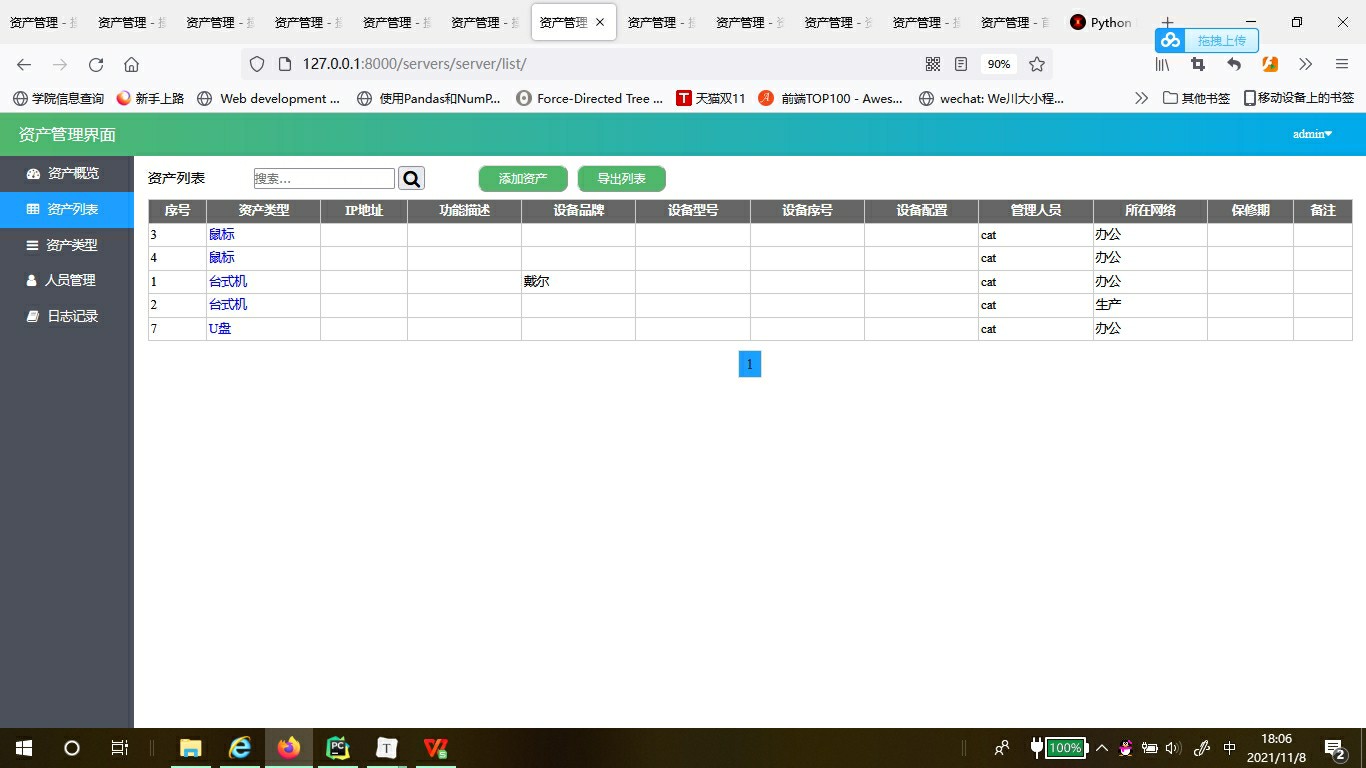 资产管理 - 资产管理 - 资产管理 - 资产管理 - 资产管理 - 资产管理 - 资产管理 资产管理 - 资产管理 - 资产管理 - 资产管理 - 资产管理 - Python
拖拽上传
127.0.0.1:8000/servers/server/list/ 90%
学院信息查询 新手上路 Web development ... 使用Pandas和NumP... Force-Directed Tree ... 天猫双11 前端TOP100 - Awes... wechat: We川大小程... 其他书签 移动设备上的书签
资产管理界面 admin
资产概览
资产列表
资产类型
人员管理
日志记录
资产列表 搜索... 添加资产 导出列表
序号 资产类型 IP地址 功能描述 设备品牌 设备型号 设备序号 设备配置 管理人员 所在网络 保修期 备注
3 鼠标 cat 办公
4 鼠标 cat 办公
1 台式机 戴尔 cat 办公
2 台式机 cat 生产
7 U盘 cat 办公
1
100% 中 18:06
2021/11/8
2